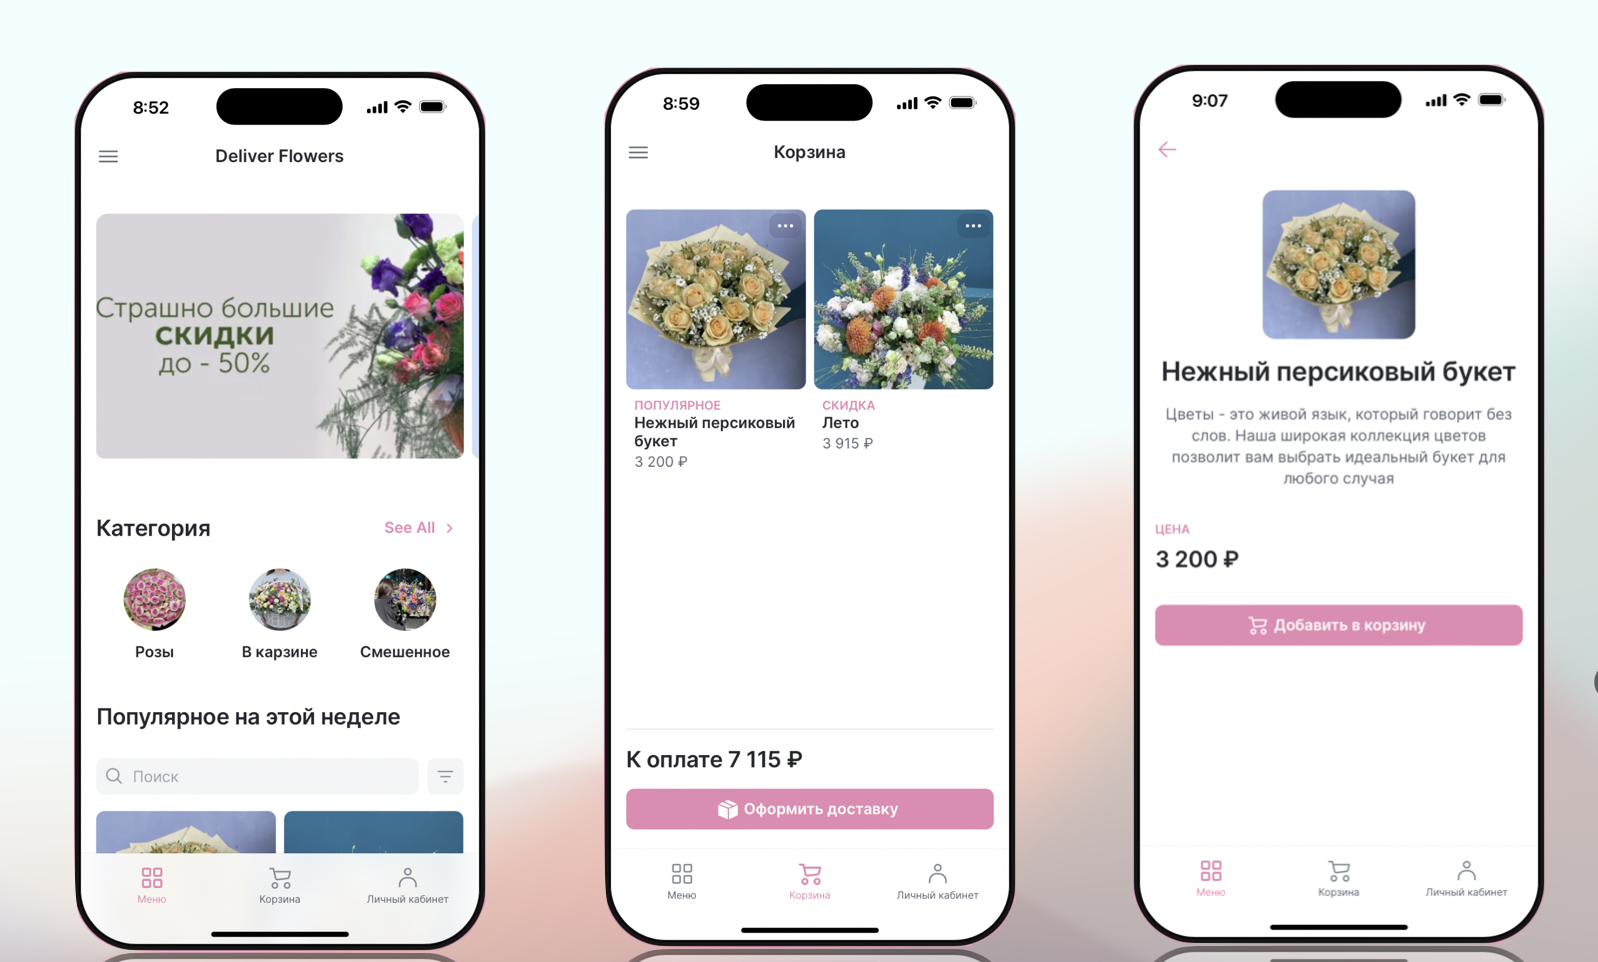 8:52
Deliver Flowers
Страшно большие
СКИДКИ
до - 50%
Категория
See All
Розы
В карзине
Смешенное
Популярное на этой неделе
Поиск
Меню
Корзина
Личный кабинет
8:59
Корзина
ПОПУЛЯРНОЕ
Нежный персиковый
букет
3 200 ₽
СКИДКА
Лето
3 915 ₽
К оплате 7 115 ₽
Оформить доставку
Меню
Корзина
Личный кабинет
9:07
Нежный персиковый букет
Цветы - это живой язык, который говорит без
слов. Наша широкая коллекция цветов
позволит вам выбрать идеальный букет для
любого случая
ЦЕНА
3 200 ₽
Добавить в корзину
Меню
Корзина
Личный кабинет